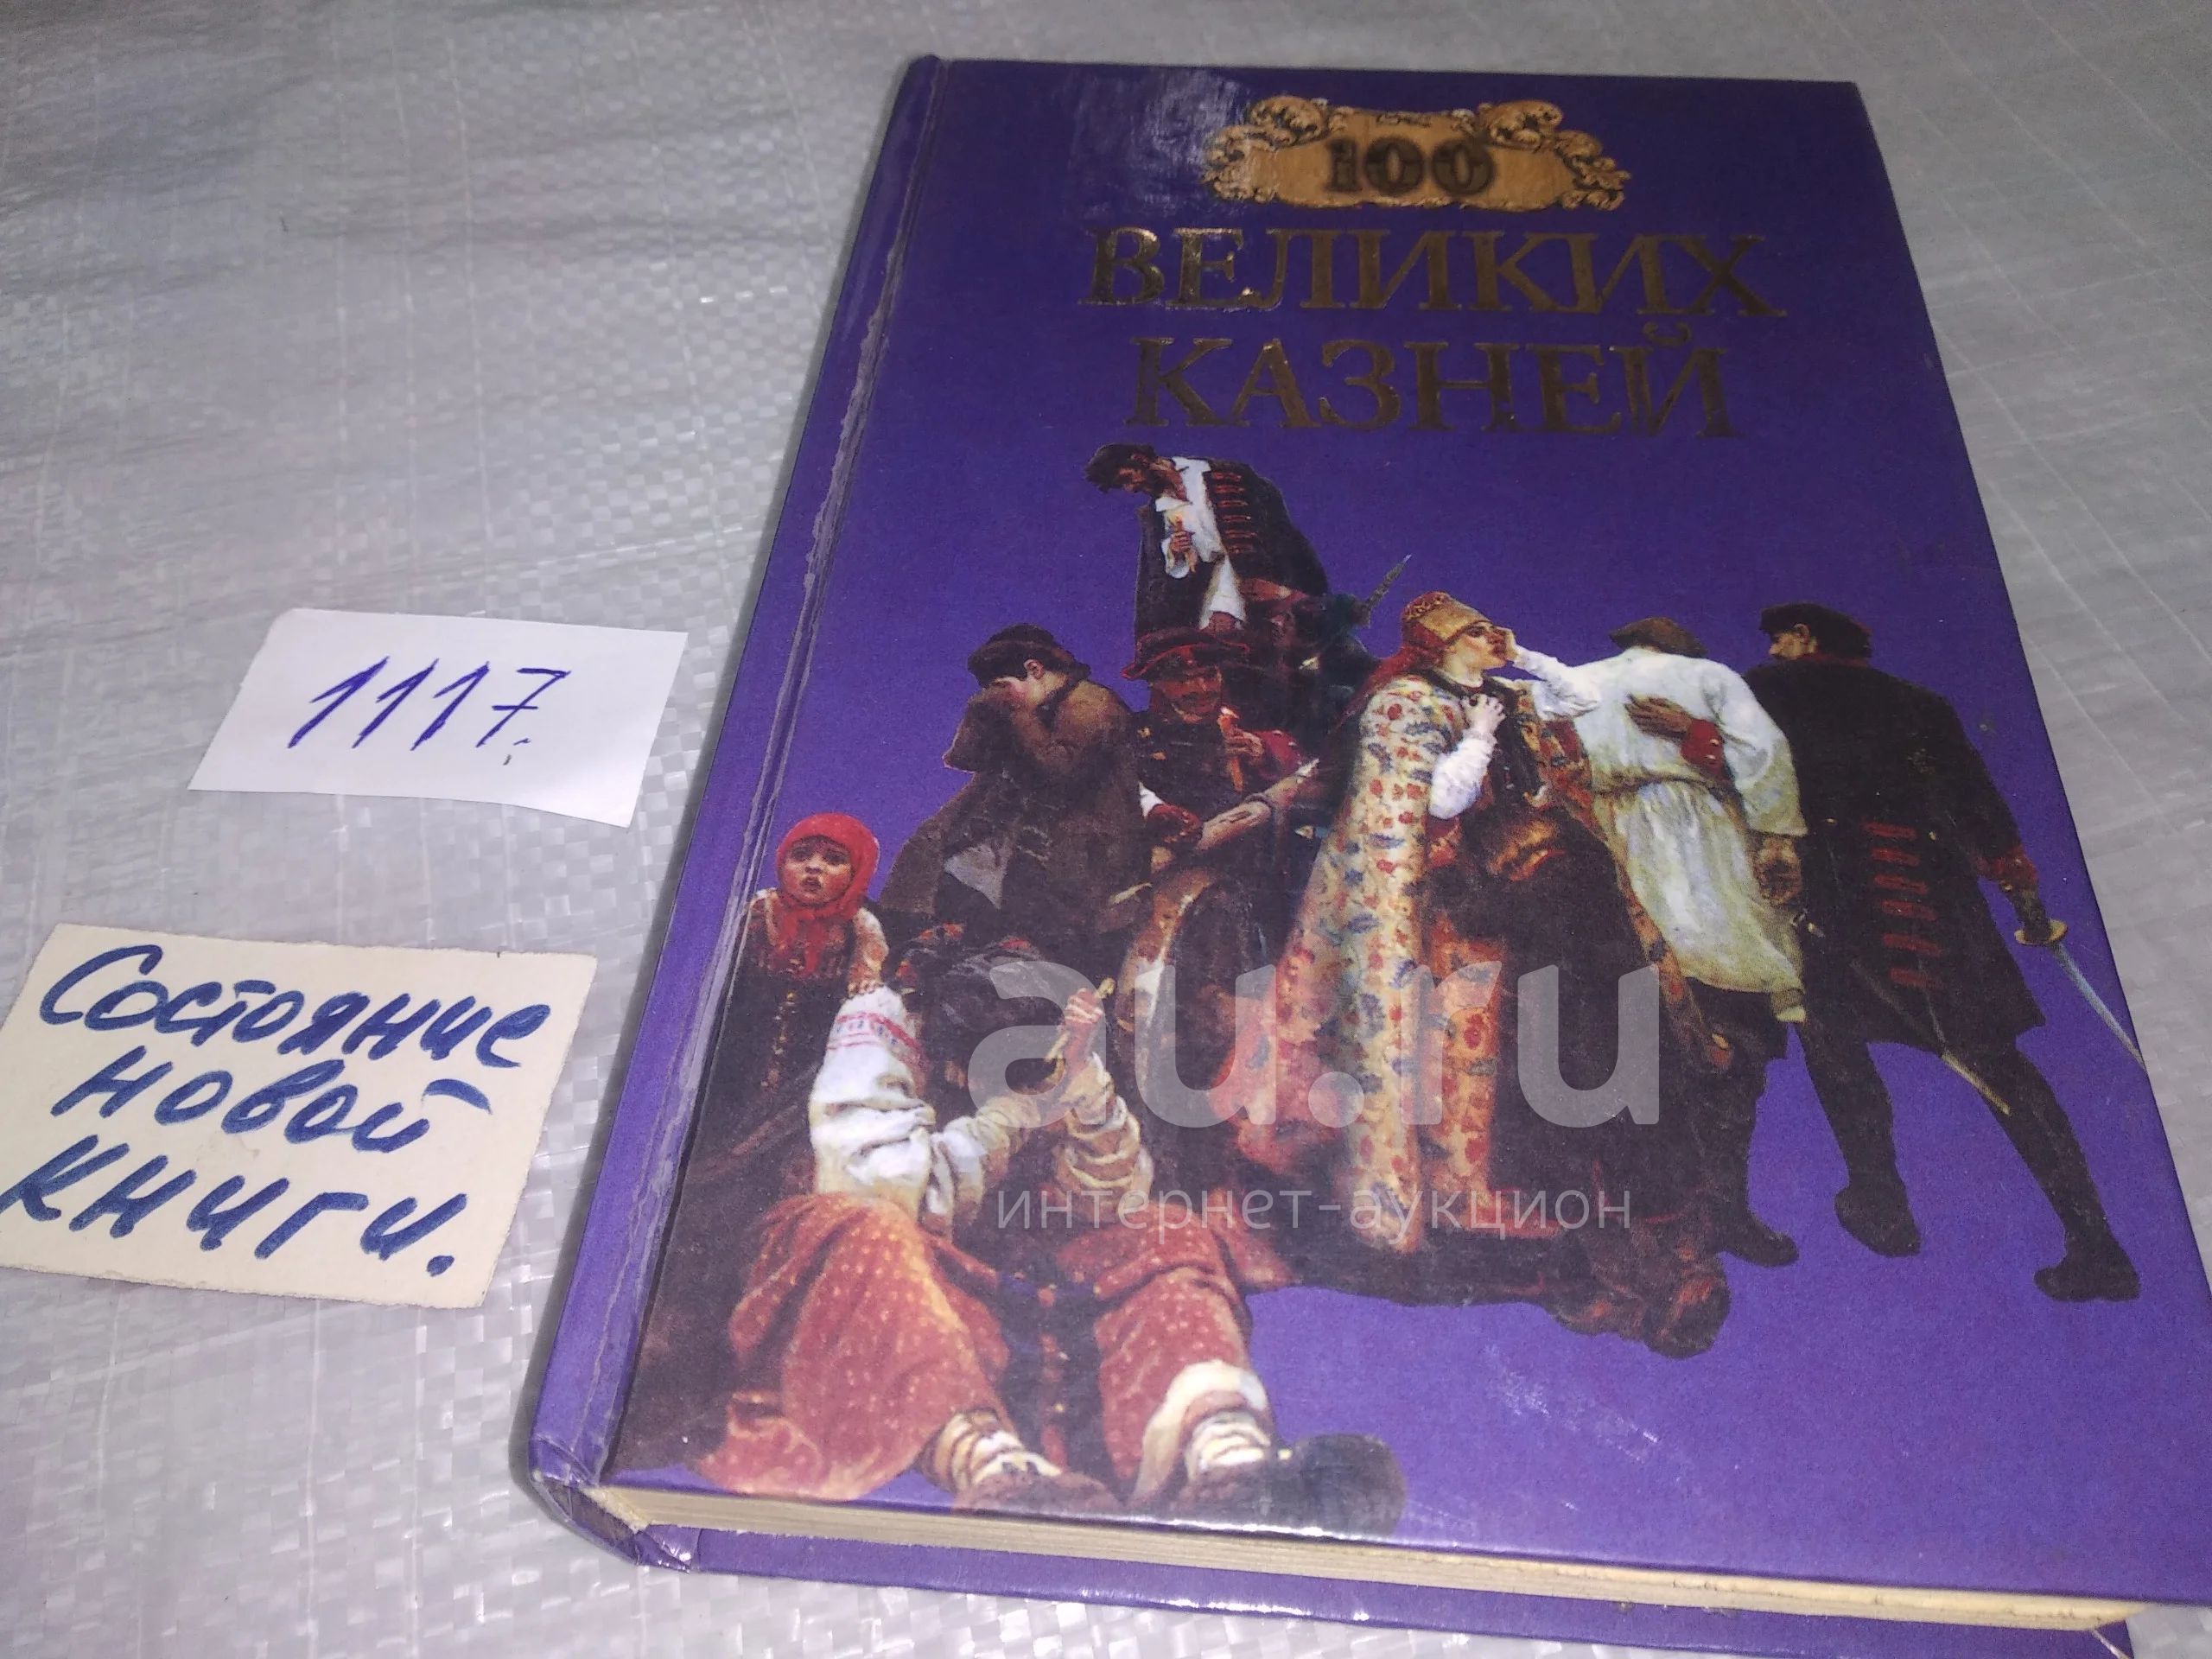 100
ВЕЛИКИХ
КАЗНЕЙ
1117.
Состояние
новой
книги.
au.ru
интернет-аукцион